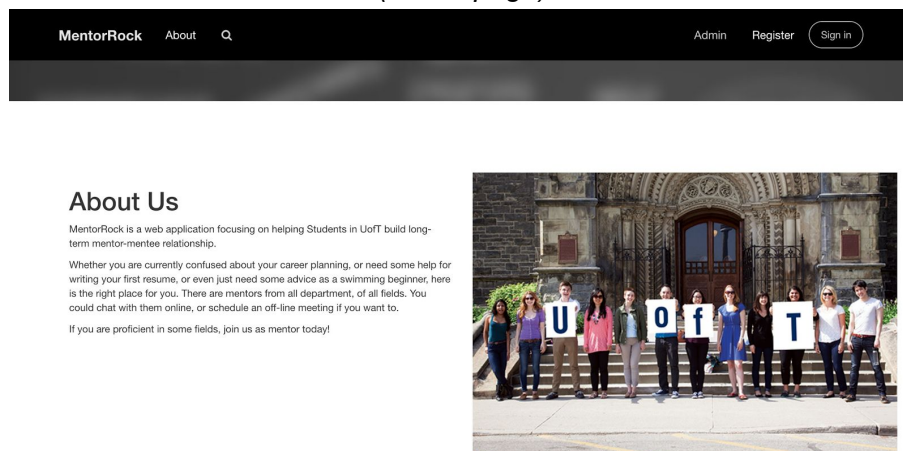 MentorRock About Admin Register Sign in
About Us
MentorRock is a web application focusing on helping Students in UofT build long-
term mentor-mentee relationship.
Whether you are currently confused about your career planning, or need some help for
writing your first resume, or even just need some advice as a swimming beginner, here
is the right place for you. There are mentors from all department, of all fields. You
could chat with them online, or schedule an off-line meeting if you want to.
If you are proficient in some fields, join us as mentor today!
U of T